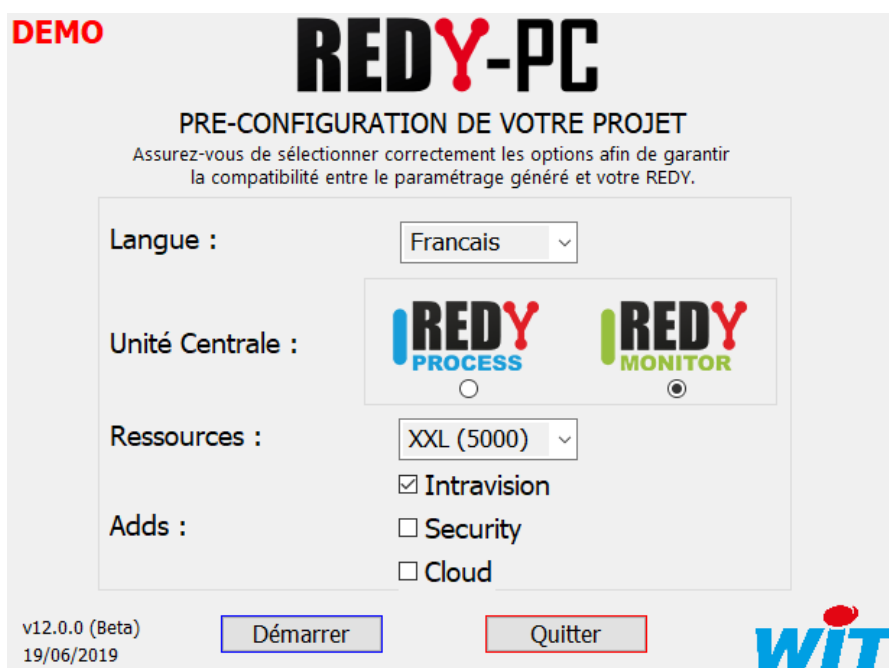 DEMO
REDY-PC
PRE-CONFIGURATION DE VOTRE PROJET
Assurez-vous de sélectionner correctement les options afin de garantir
la compatibilité entre le paramétrage généré et votre REDY.
Langue :
Francais
Unité Centrale :
REDY
PROCESS
REDY
MONITOR
Ressources :
XXL (5000)
Adds :
Intravision
Security
Cloud
v12.0.0 (Beta)
19/06/2019
Démarrer
Quitter
WiT